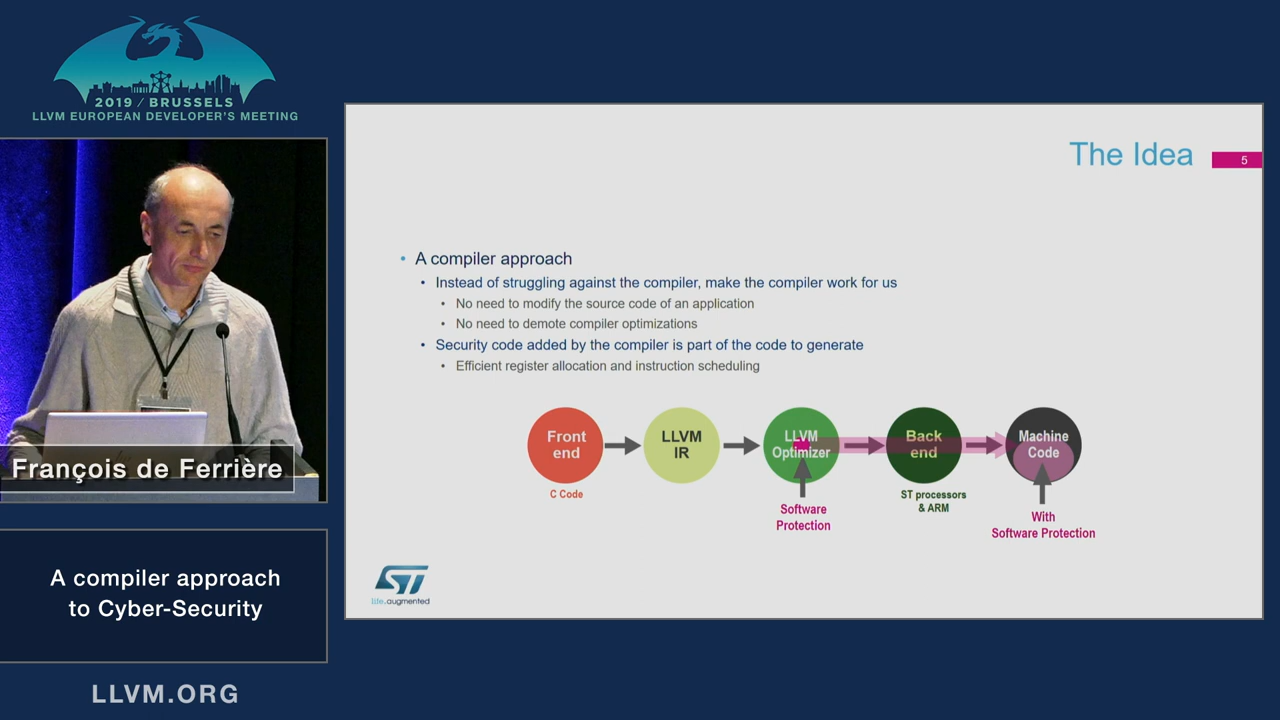 2019 / BRUSSELS
LLVM EUROPEAN DEVELOPER'S MEETING
François de Ferrière
A compiler approach
to Cyber-Security
LLVM.ORG
The Idea
5
• A compiler approach
• Instead of struggling against the compiler, make the compiler work for us
• No need to modify the source code of an application
• No need to demote compiler optimizations
• Security code added by the compiler is part of the code to generate
• Efficient register allocation and instruction scheduling
Front
end
C Code
LLVM
IR
LLVM
Optimizer
Software
Protection
Back
end
ST processors
& ARM
Machine
Code
With
Software Protection
ST
life.augmented